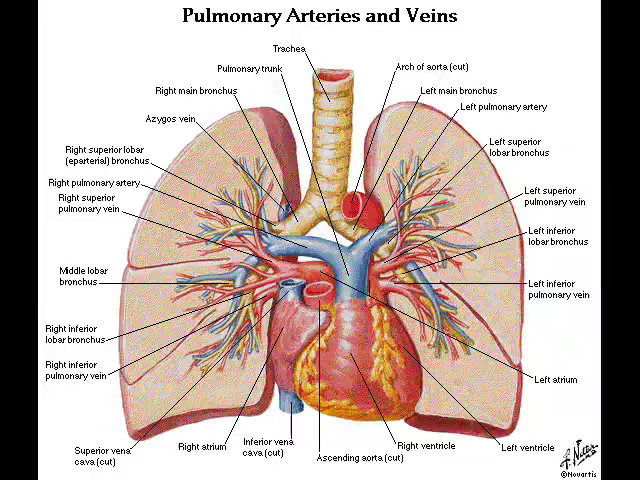 Pulmonary Arteries and Veins
Trachea
Pulmonary trunk
Arch of aorta (cut)
Right main bronchus
Left main bronchus
Left pulmonary artery
Azygos vein
Right superior lobar
(eparterial) bronchus
Left superior
lobar bronchus
Right pulmonary artery
Right superior
pulmonary vein
Left superior
pulmonary vein
Left inferior
lobar bronchus
Middle lobar
bronchus
Left inferior
pulmonary vein
Right inferior
lobar bronchus
Right inferior
pulmonary vein
Left atrium
Superior vena
cava (cut)
Right atrium
Inferior vena
cava (cut)
Ascending aorta (cut)
Right ventricle
Left ventricle
©Novartis